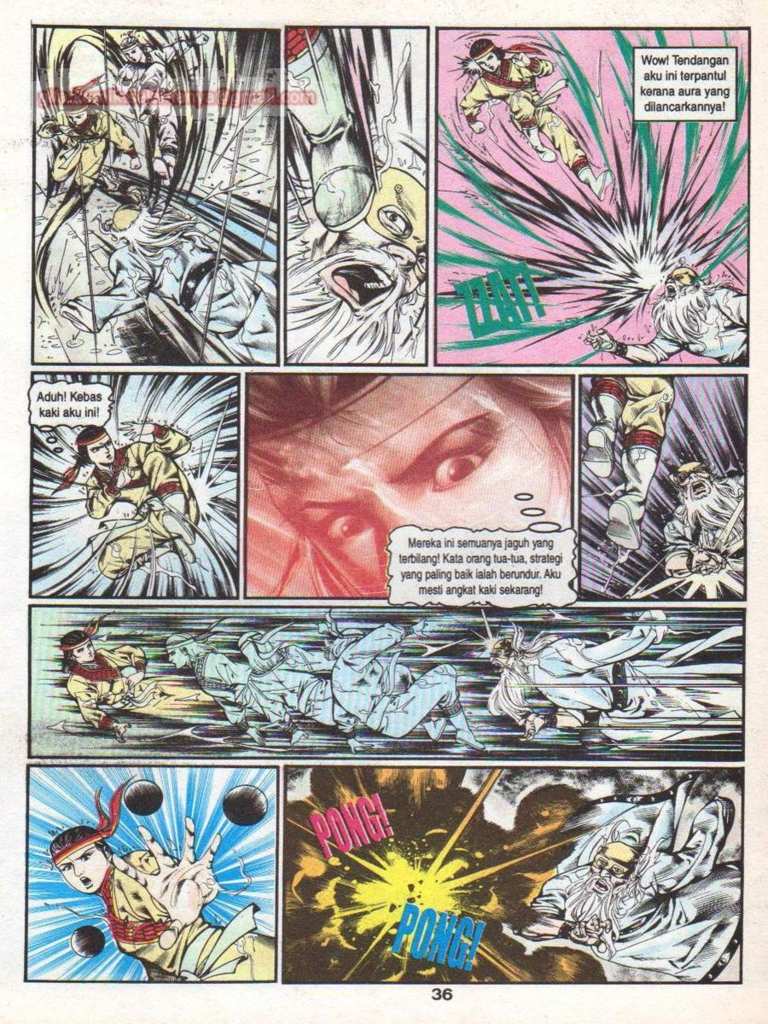 Wow! Tendangan
aku ini terpantul
kerana aura yang
dilancarkannya!
ZZAT!
Aduh! Kebas
kaki aku ini!
Mereka ini semuanya jaguh yang
terbilang! Kata orang tua-tua, strategi
yang paling baik ialah berundur. Aku
mesti angkat kaki sekarang!
PONG!
PONG!
36